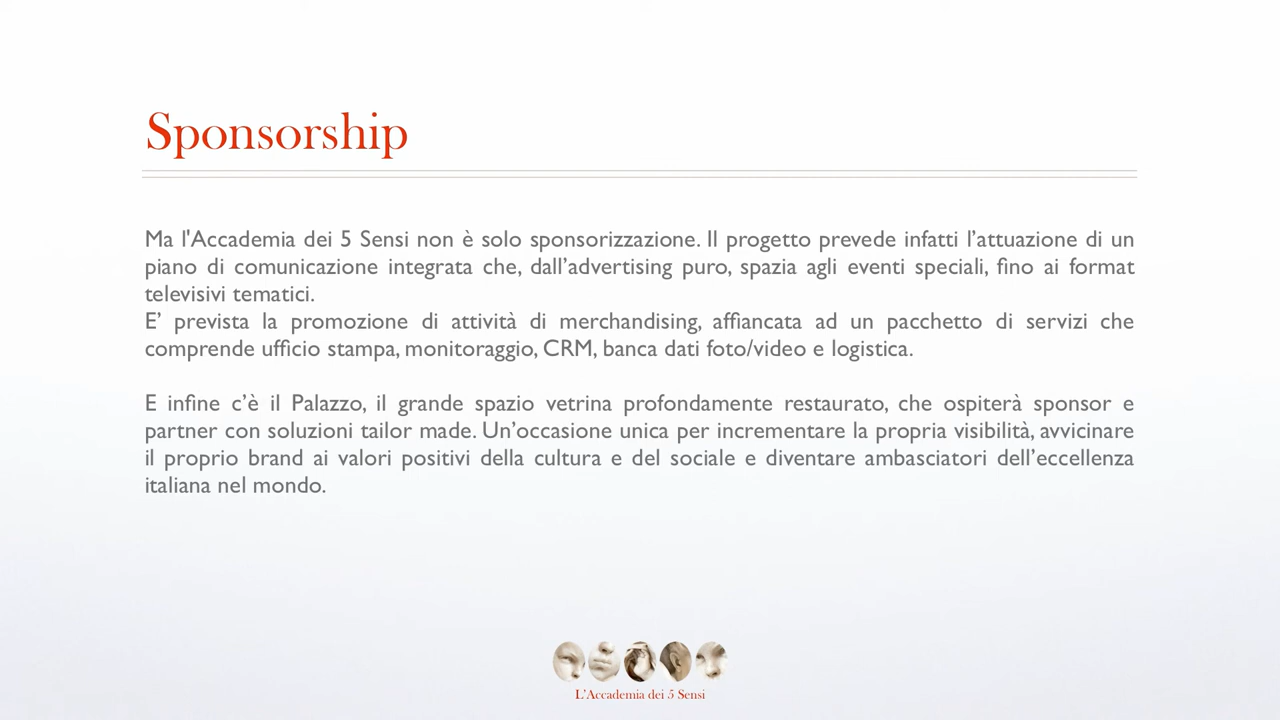 Sponsorship
Ma l'Accademia dei 5 Sensi non è solo sponsorizzazione. Il progetto prevede infatti l’attuazione di un
piano di comunicazione integrata che, dall’advertising puro, spazia agli eventi speciali, fino ai format
televisivi tematici.
E’ prevista la promozione di attività di merchandising, affiancata ad un pacchetto di servizi che
comprende ufficio stampa, monitoraggio, CRM, banca dati foto/video e logistica.
E infine c’è il Palazzo, il grande spazio vetrina profondamente restaurato, che ospiterà sponsor e
partner con soluzioni tailor made. Un’occasione unica per incrementare la propria visibilità, avvicinare
il proprio brand ai valori positivi della cultura e del sociale e diventare ambasciatori dell’eccellenza
italiana nel mondo.
L’Accademia dei 5 Sensi